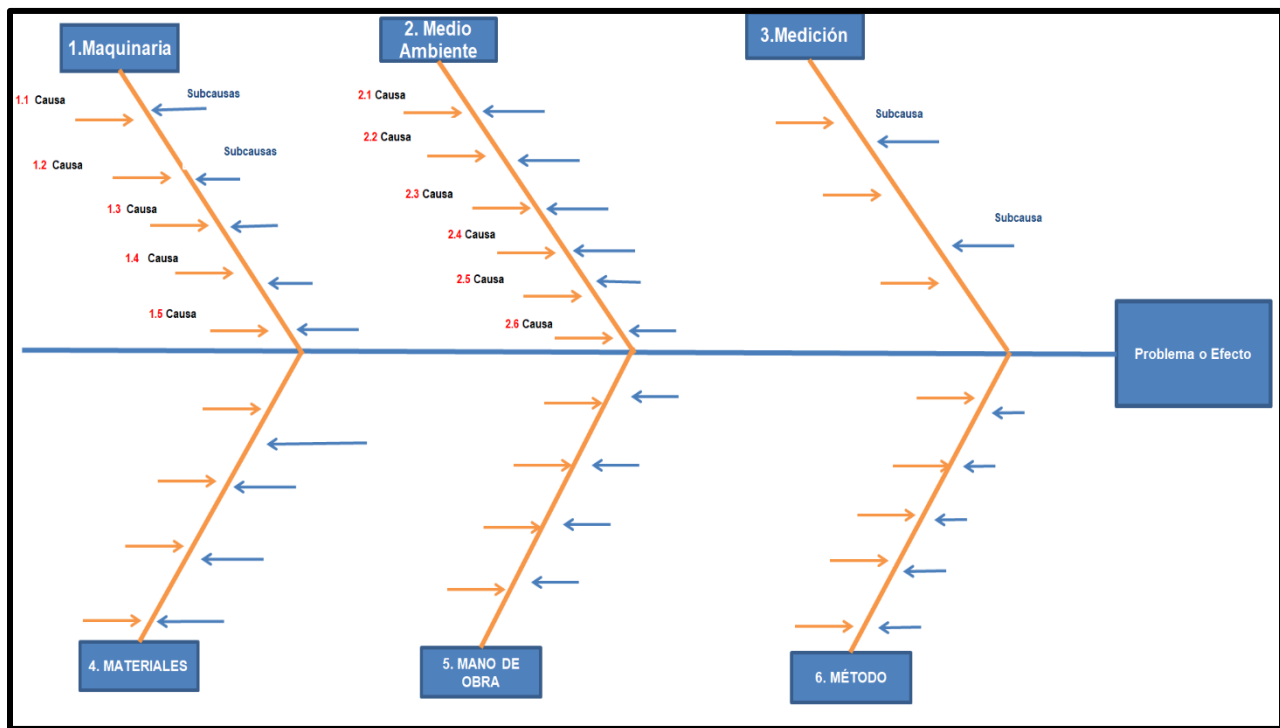 1.Maquinaria
2. Medio
Ambiente
3.Medición
1.1 Causa
Subcausas
1.2 Causa
Subcausas
1.3 Causa
1.4 Causa
1.5 Causa
2.1 Causa
2.2 Causa
2.3 Causa
2.4 Causa
2.5 Causa
2.6 Causa
Subcausa
Subcausa
Problema o Efecto
4. MATERIALES
5. MANO DE
OBRA
6. MÉTODO